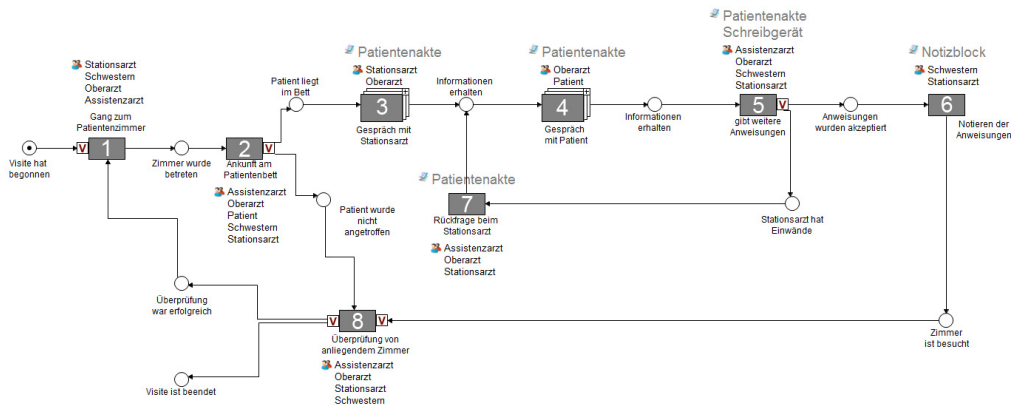 Stationsarzt
Schwestern
Oberarzt
Assistenzarzt
Gang zum
Patientenzimmer
V
1
Visite hat
begonnen
Zimmer wurde
betreten
2
V
Ankunft am
Patientenbett
Assistenzarzt
Oberarzt
Patient
Schwestern
Stationsarzt
Patient liegt
im Bett
Patient wurde
nicht
angetroffen
Patientenakte
Stationsarzt
Oberarzt
3
Gespräch mit
Stationsarzt
Informationen
erhalten
Patientenakte
Oberarzt
Patient
4
Gespräch
mit Patient
Informationen
erhalten
Patientenakte
Schreibgerät
Assistenzarzt
Oberarzt
Schwestern
Stationsarzt
5
V
gibt weitere
Anweisungen
Anweisungen
wurden akzeptiert
Notizblock
Schwestern
Stationsarzt
6
Notieren der
Anweisungen
Patientenakte
7
Rückfrage beim
Stationsarzt
Assistenzarzt
Oberarzt
Stationsarzt
Stationsarzt hat
Einwände
Überprüfung
war erfolgreich
V
8
V
Überprüfung von
anliegendem Zimmer
Assistenzarzt
Oberarzt
Stationsarzt
Schwestern
Zimmer
ist besucht
Visite ist beendet